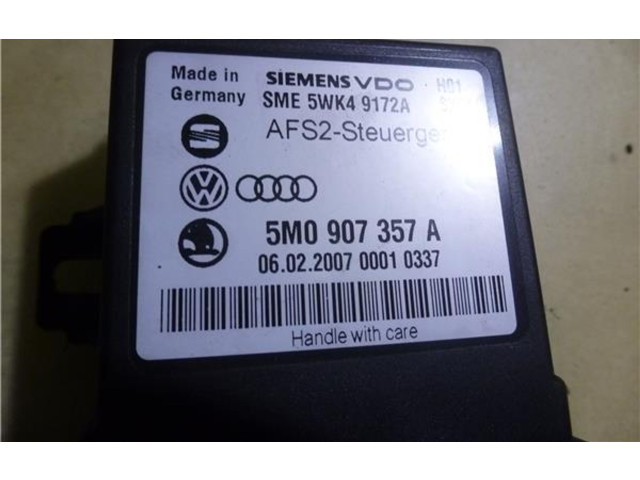 Made in
Germany
SIEMENS VDO H01
SME 5WK4 9172A
AFS2-Steuerge
5M0 907 357 A
06.02.2007 0001 0337
Handle with care